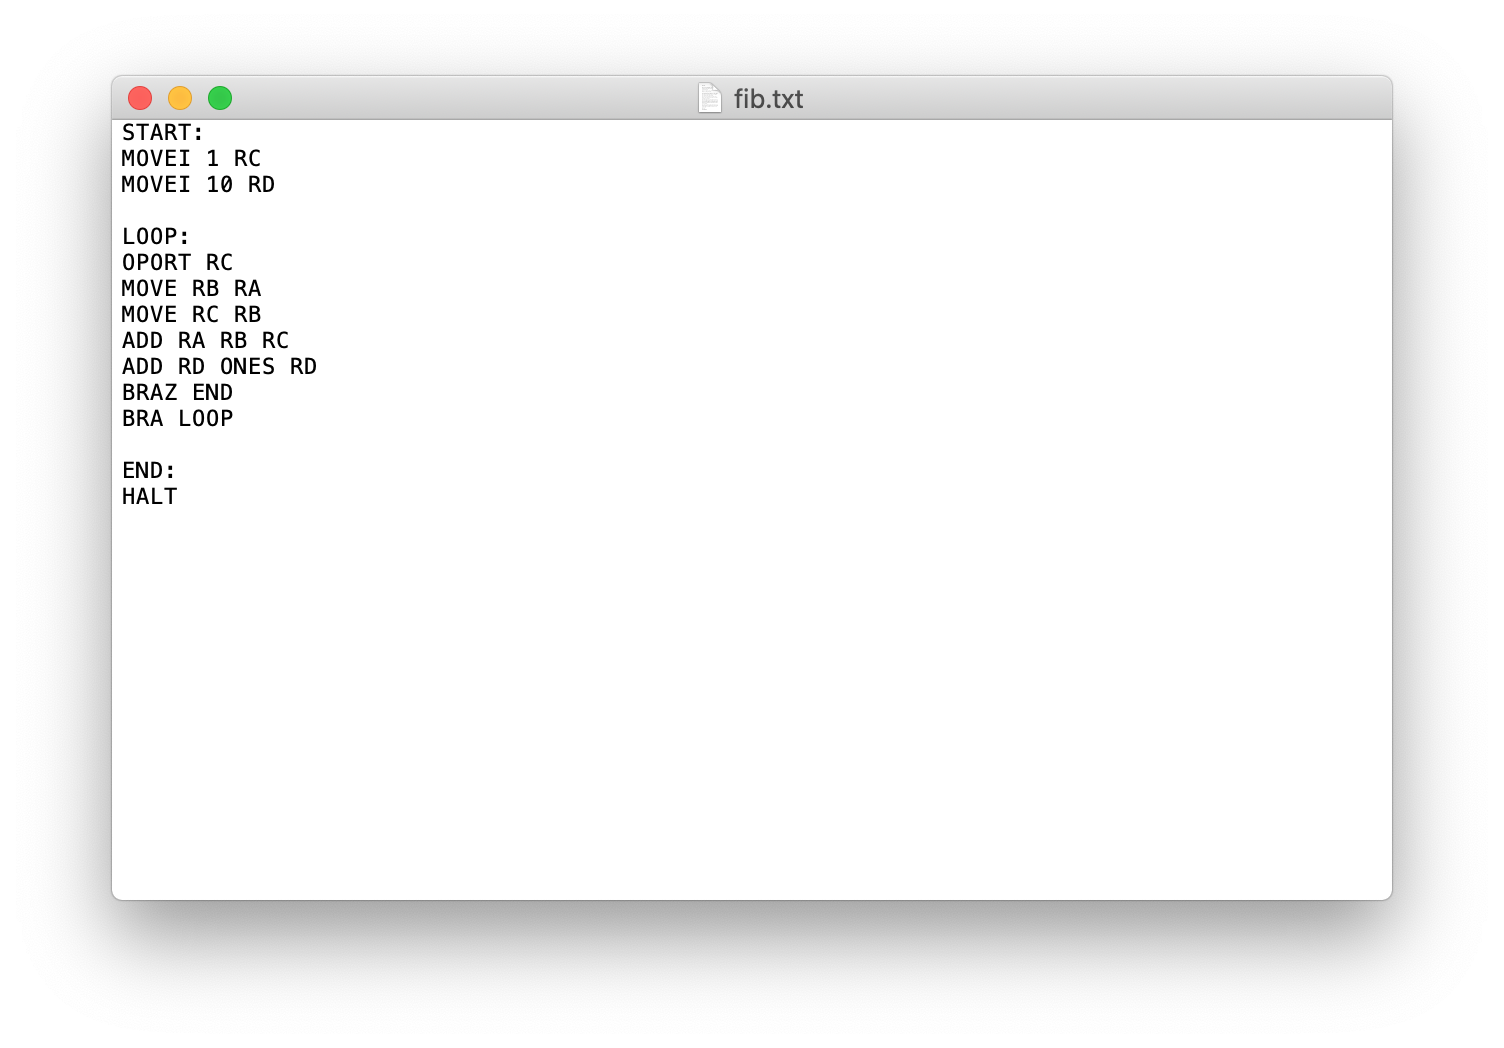 fib.txt
START:
MOVEI 1 RC
MOVEI 10 RD
LOOP:
OPORT RC
MOVE RB RA
MOVE RC RB
ADD RA RB RC
ADD RD ONES RD
BRAZ END
BRA LOOP
END:
HALT